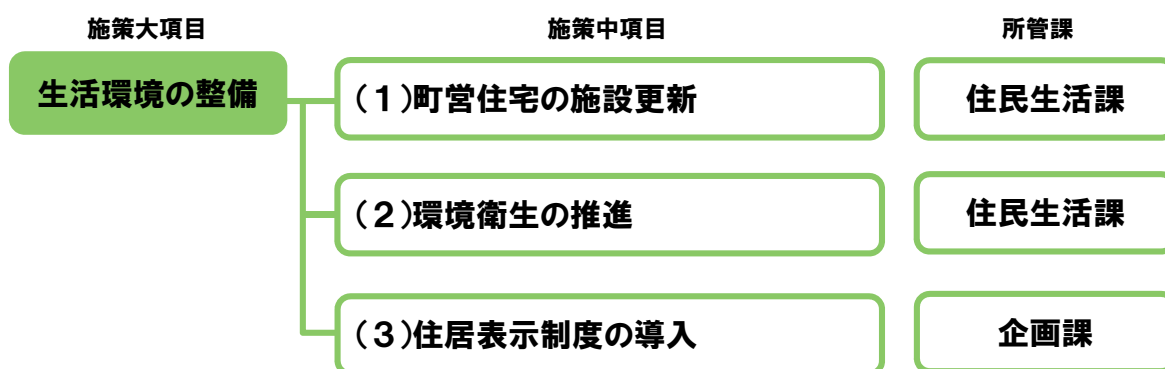 施策大項目 施策中項目 所管課
生活環境の整備 (1)町営住宅の施設更新 住民生活課
(2)環境衛生の推進 住民生活課
(3)住居表示制度の導入 企画課